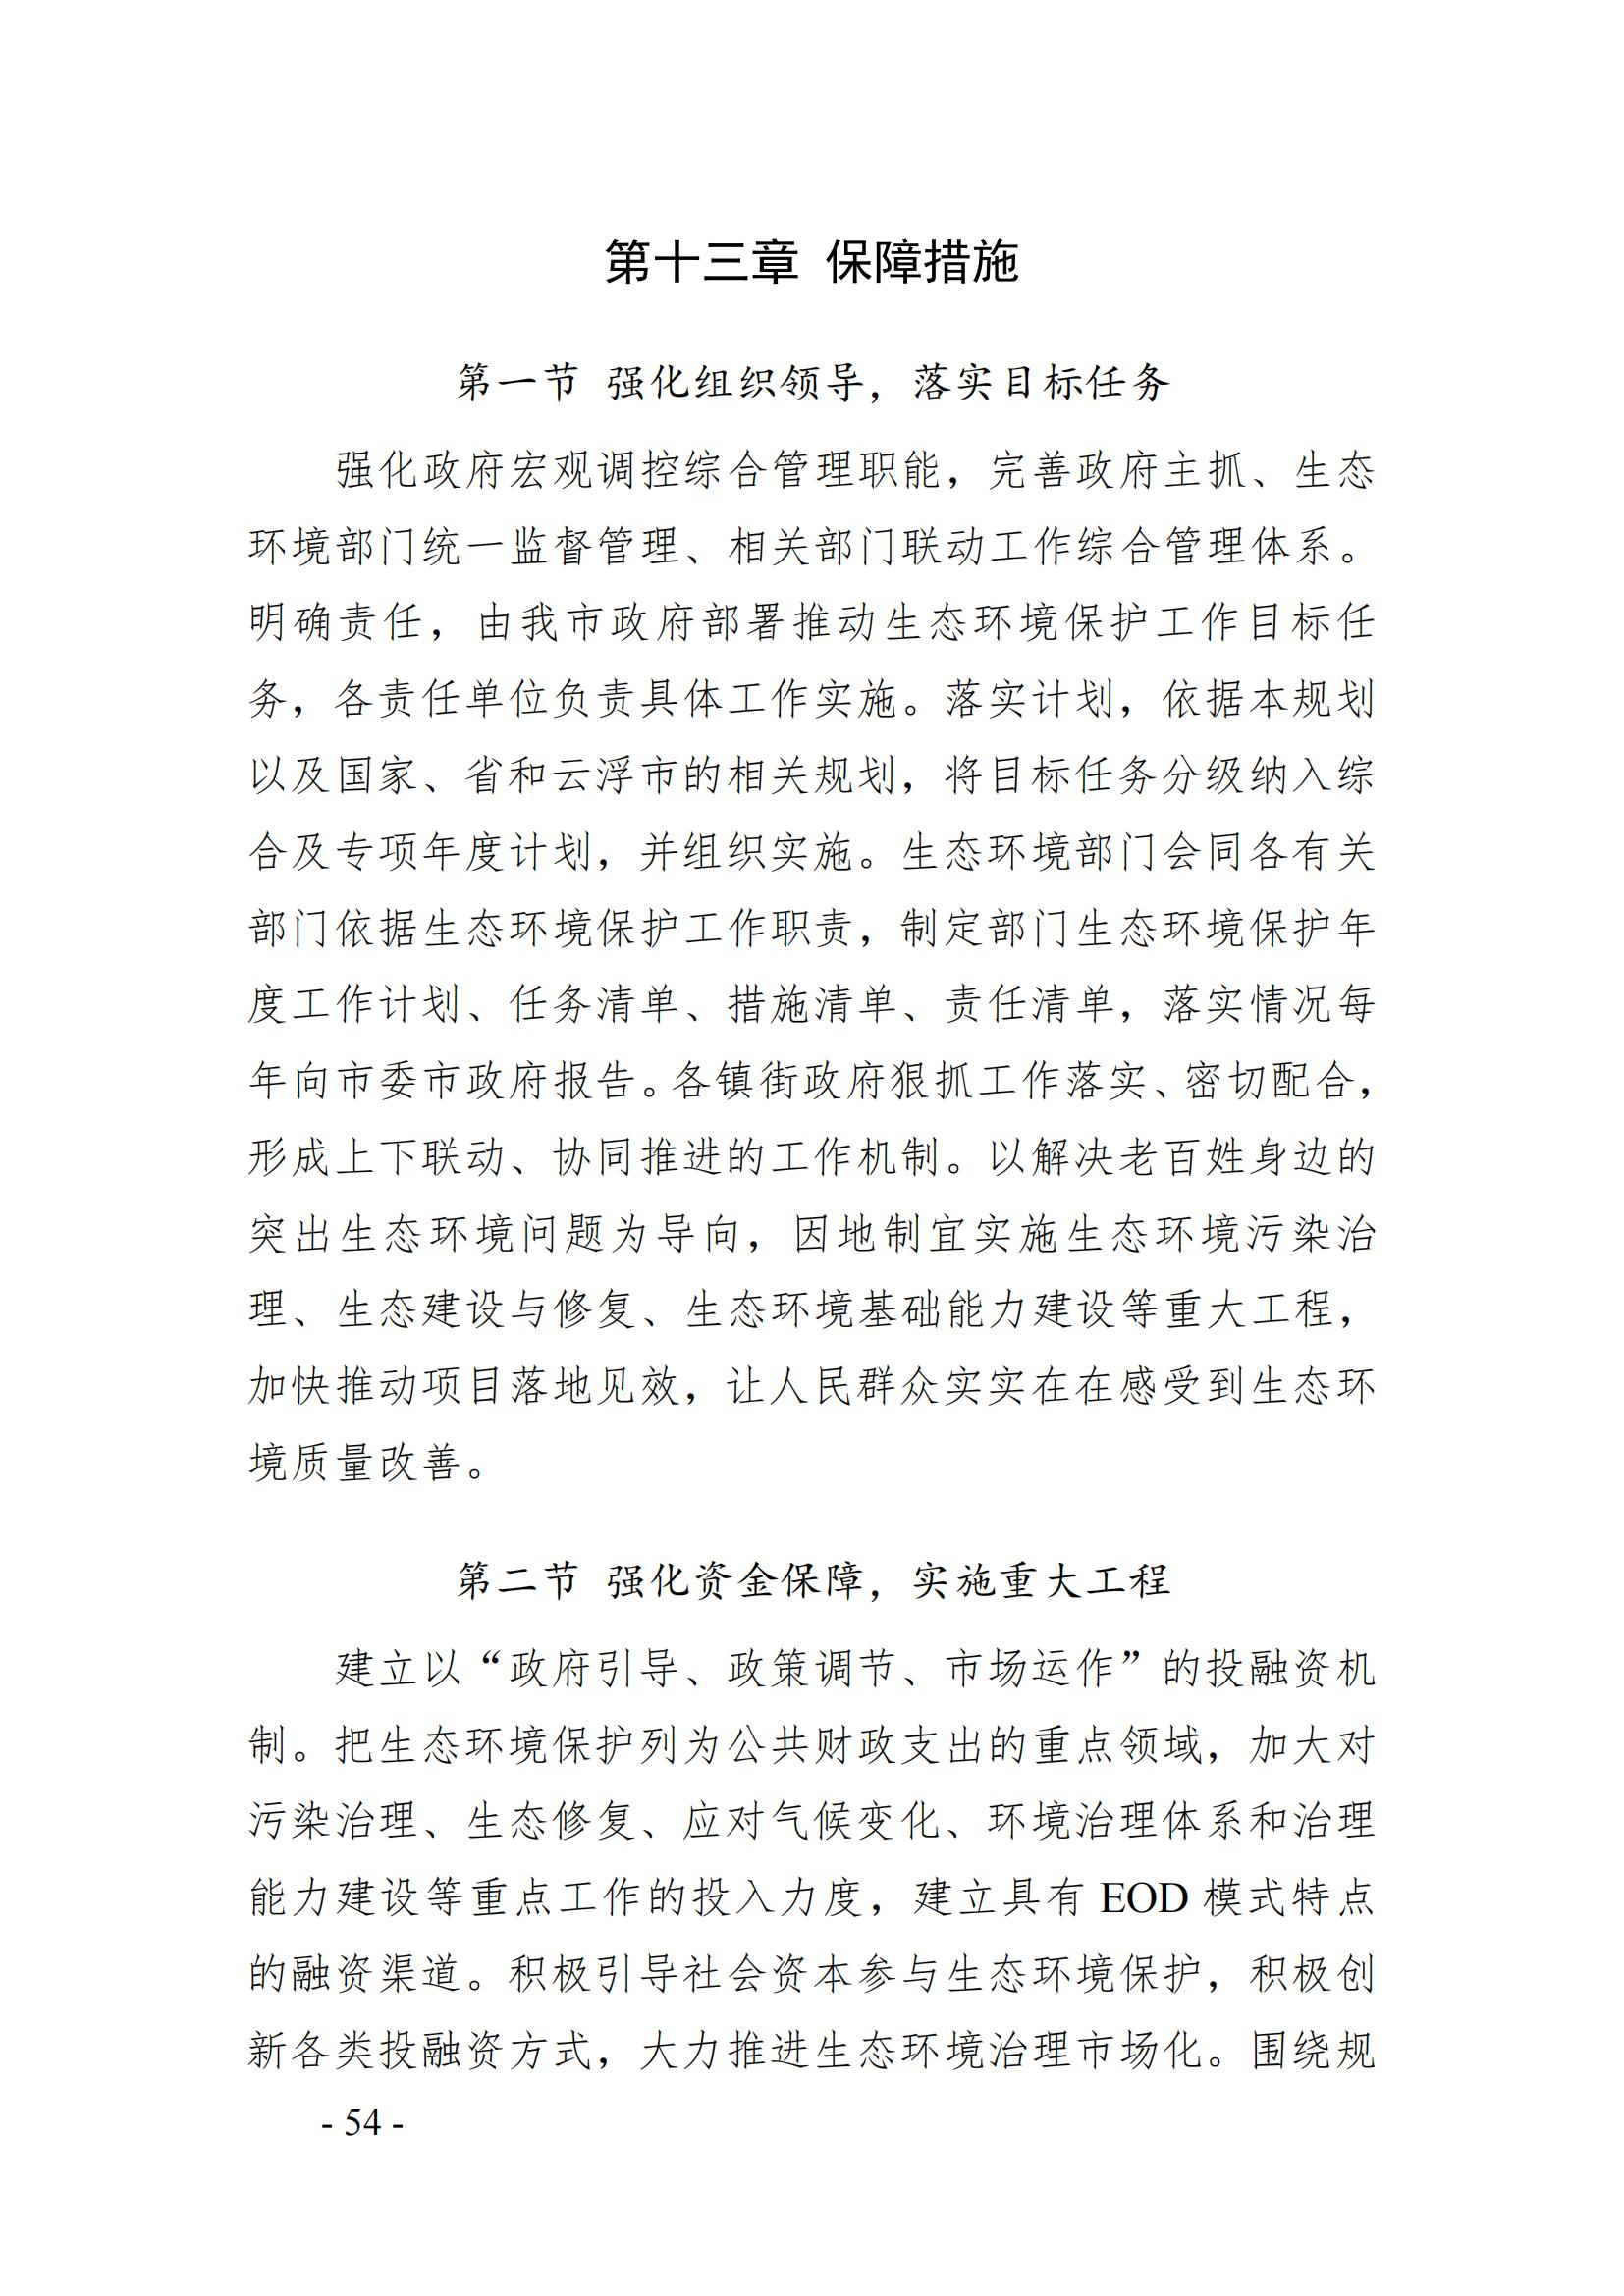 第十三章 保障措施
第一节 强化组织领导，落实目标任务
强化政府宏观调控综合管理职能，完善政府主抓、生态
环境部门统一监督管理、相关部门联动工作综合管理体系。
明确责任，由我市政府部署推动生态环境保护工作目标任
务，各责任单位负责具体工作实施。落实计划，依据本规划
以及国家、省和云浮市的相关规划，将目标任务分级纳入综
合及专项年度计划，并组织实施。生态环境部门会同各有关
部门依据生态环境保护工作职责，制定部门生态环境保护年
度工作计划、任务清单、措施清单、责任清单，落实情况每
年向市委市政府报告。各镇街政府狠抓工作落实、密切配合，
形成上下联动、协同推进的工作机制。以解决老百姓身边的
突出生态环境问题为导向，因地制宜实施生态环境污染治
理、生态建设与修复、生态环境基础能力建设等重大工程，
加快推动项目落地见效，让人民群众实实在在感受到生态环
境质量改善。
第二节 强化资金保障，实施重大工程
建立以“政府引导、政策调节、市场运作”的投融资机
制。把生态环境保护列为公共财政支出的重点领域，加大对
污染治理、生态修复、应对气候变化、环境治理体系和治理
能力建设等重点工作的投入力度，建立具有 EOD 模式特点
的融资渠道。积极引导社会资本参与生态环境保护，积极创
新各类投融资方式，大力推进生态环境治理市场化。围绕规
- 54 -